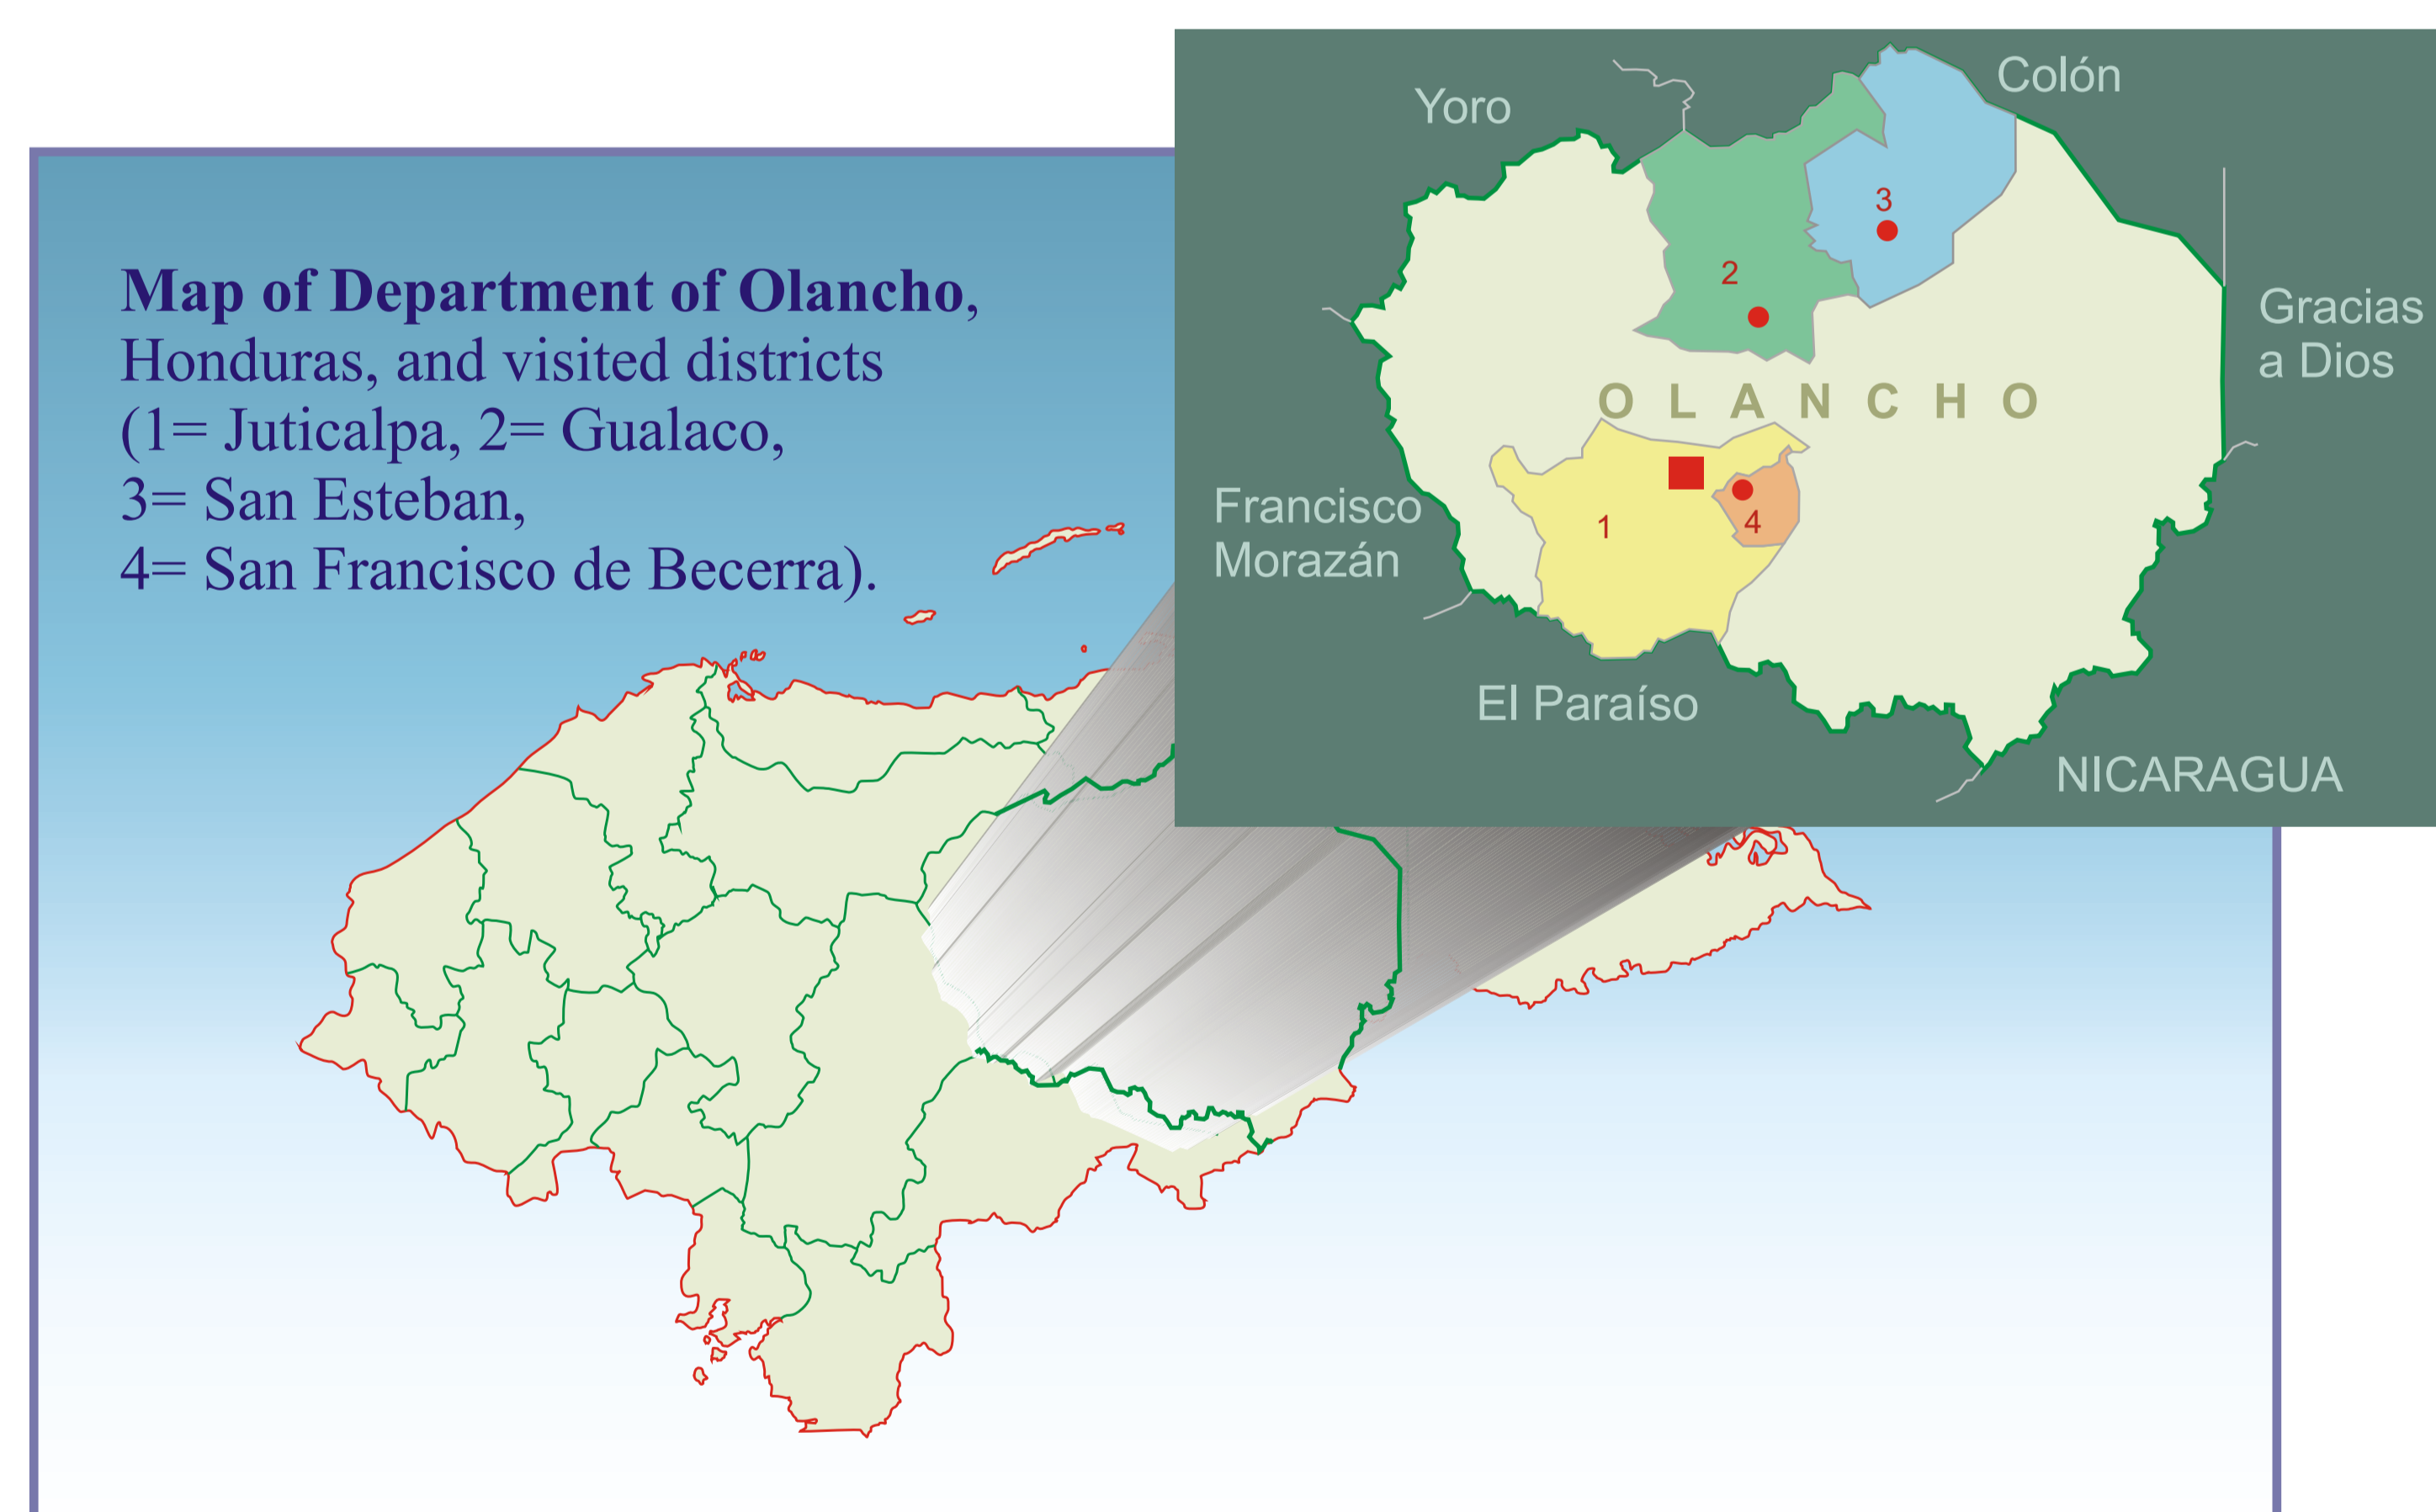 Map of Department of Olancho,
Honduras, and visited districts
(1= Juticalpa, 2= Gualaco,
3= San Esteban,
4= San Francisco de Becerra).
Yoro
Colón
3
2
Gracias
a Dios
OLANCHO
Francisco
Morazán
1
4
El Paraíso
NICARAGUA